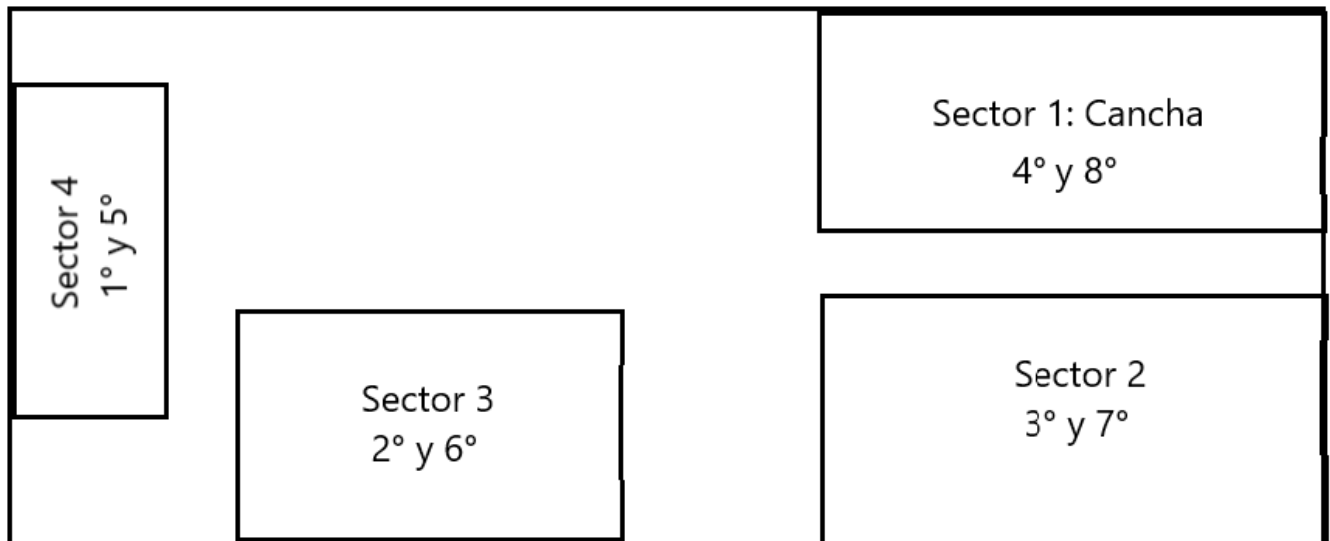 Sector 1: Cancha
4° y 8°
Sector 4
1° y 5°
Sector 2
3° y 7°
Sector 3
2° y 6°